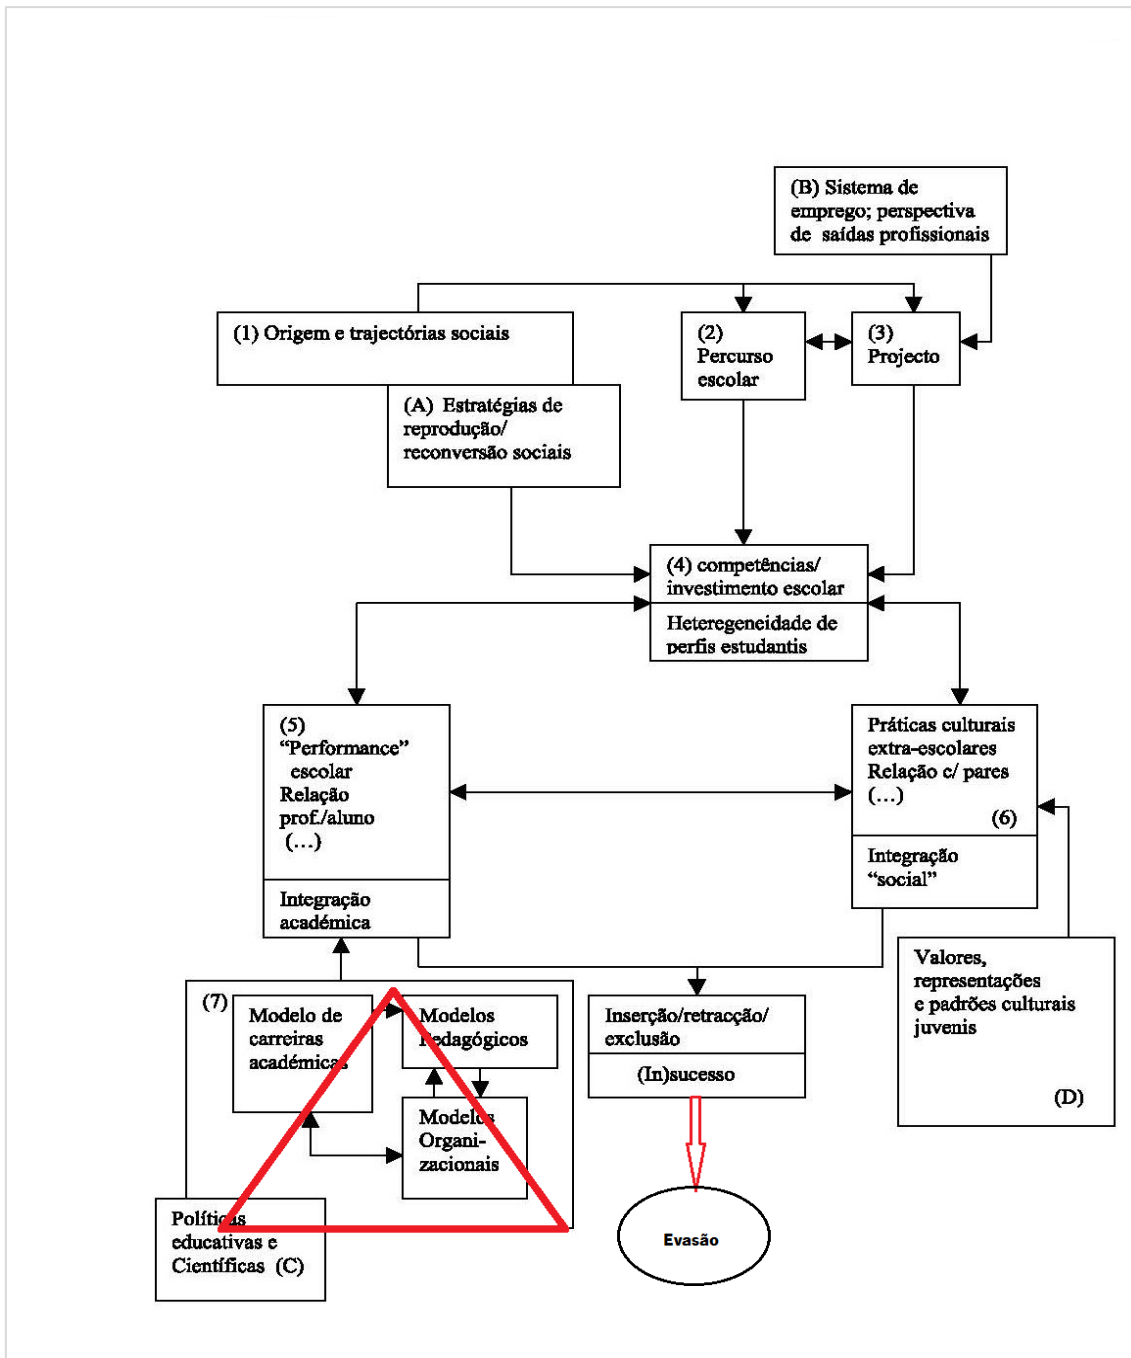 (B) Sistema de
emprego; perspectiva
de saídas profissionais
(1) Origem e trajectórias sociais
(2)
Percurso
escolar
(3)
Projecto
(A) Estratégias de
reprodução/
reconversão sociais
(4) competências/
investimento escolar
Heteregeneidade de
perfis estudantis
(5)
“Performance”
escolar
Relação
prof./aluno
(...)
Integração
académica
Práticas culturais
extra-escolares
Relação c/ pares
(...)
(6)
Integração
“social”
Valores,
representações
e padrões culturais
juvenis
(D)
(7)
Modelo de
carreiras
académicas
Modelos
Pedagógicos
Modelos
Organi-
zacionais
Inserção/retracção/
exclusão
(In)sucesso
Políticas
educativas e
Científicas (C)
Evasão